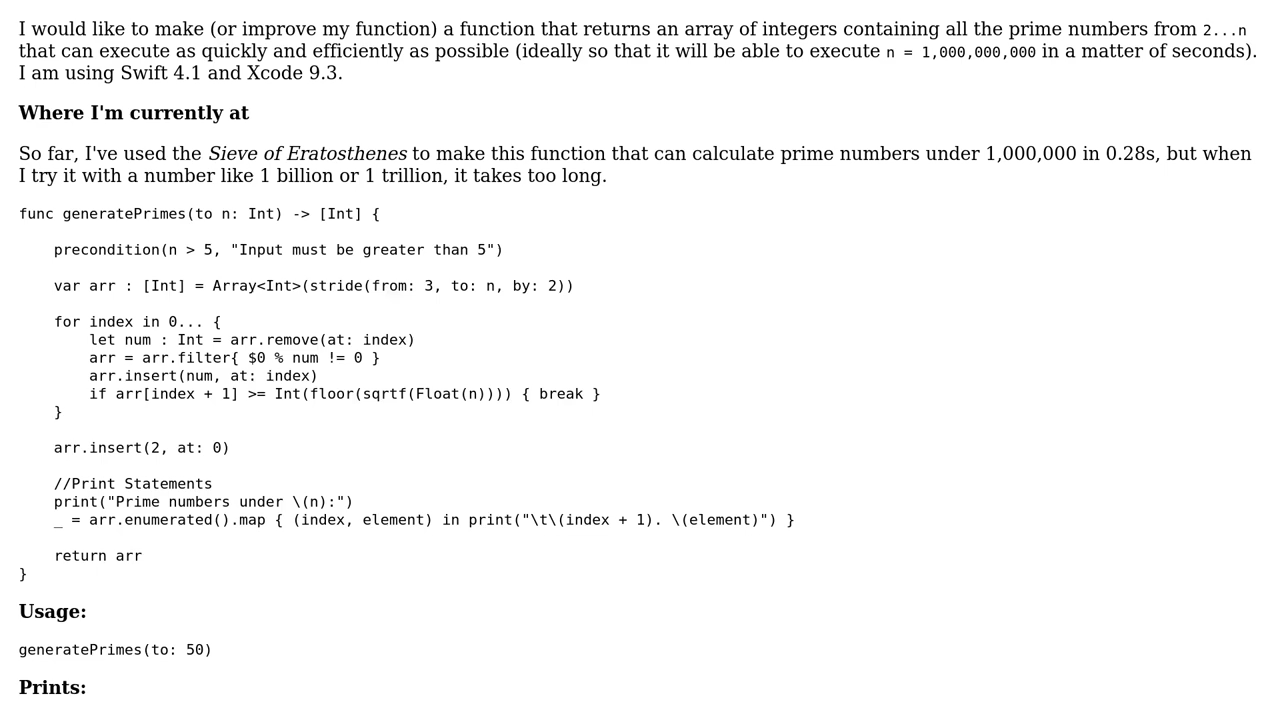 I would like to make (or improve my function) a function that returns an array of integers containing all the prime numbers from 2...n
that can execute as quickly and efficiently as possible (ideally so that it will be able to execute n = 1,000,000,000 in a matter of seconds).
I am using Swift 4.1 and Xcode 9.3.
Where I'm currently at
So far, I've used the Sieve of Eratosthenes to make this function that can calculate prime numbers under 1,000,000 in 0.28s, but when
I try it with a number like 1 billion or 1 trillion, it takes too long.
func generatePrimes(to n: Int) -> [Int] {
    precondition(n > 5, "Input must be greater than 5")
    var arr : [Int] = Array<Int>(stride(from: 3, to: n, by: 2))
    for index in 0... {
        let num : Int = arr.remove(at: index)
        arr = arr.filter{ $0 % num != 0 }
        arr.insert(num, at: index)
        if arr[index + 1] >= Int(floor(sqrtf(Float(n)))) { break }
    }
    arr.insert(2, at: 0)
    //Print Statements
    print("Prime numbers under \(n):")
    _ = arr.enumerated().map { (index, element) in print("\t\(index + 1). \(element)") }
    return arr
}
Usage:
generatePrimes(to: 50)
Prints: